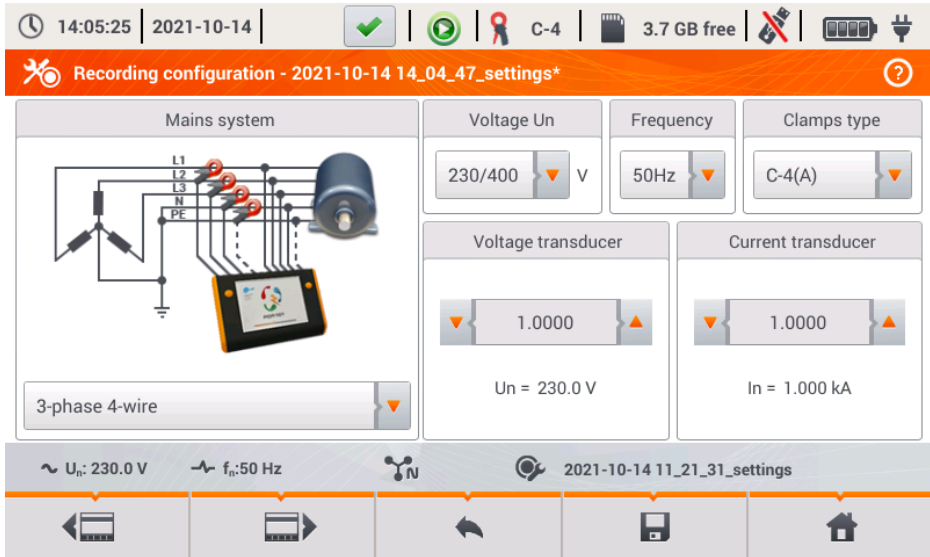 14:05:25 2021-10-14 C-4 3.7 GB free
Recording configuration - 2021-10-14 14_04_47_settings*
?
Mains system
L1
L2
L3
N
PE
3-phase 4-wire
Voltage Un
230/400 V
Frequency
50Hz
Clamps type
C-4(A)
Voltage transducer
1.0000
Un = 230.0 V
Current transducer
1.0000
In = 1.000 kA
Un: 230.0 V fn:50 Hz N 2021-10-14 11_21_31_settings